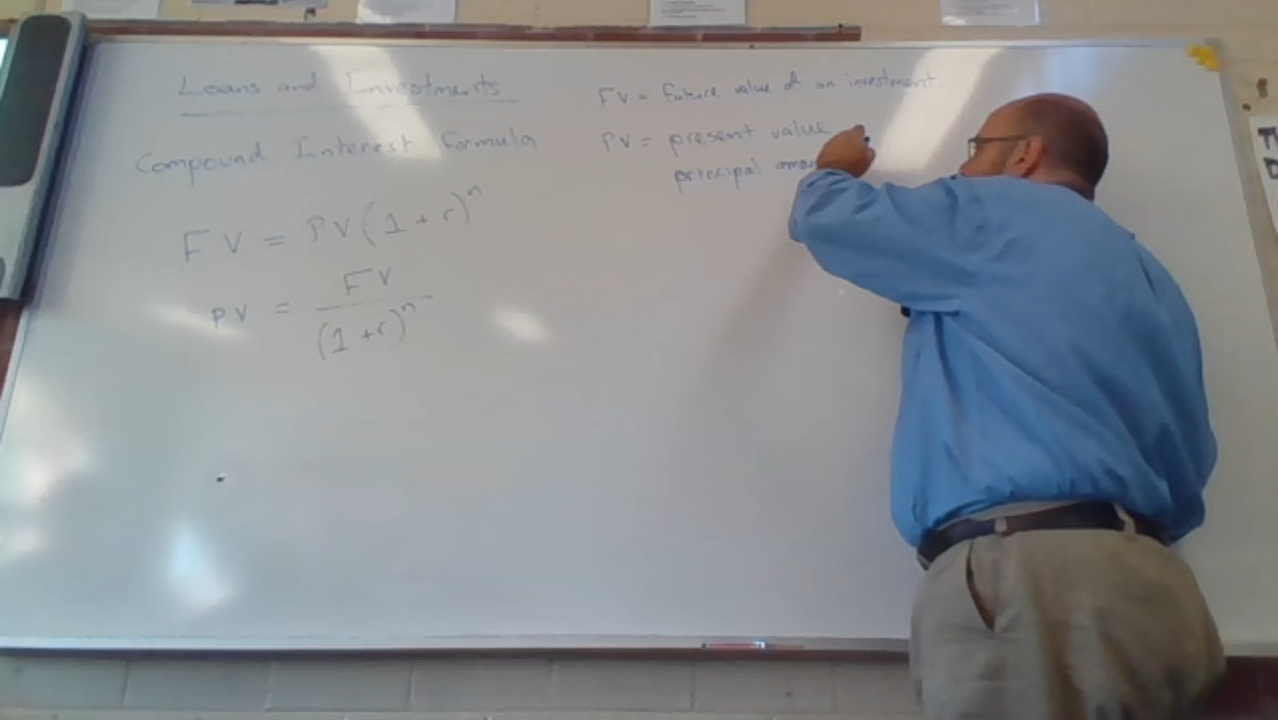 Loans and Investments
Compound Interest Formula
FV = PV(1 + r)^n
PV = FV / (1 + r)^n
FV = Future value of an investment.
PV = present value
principal